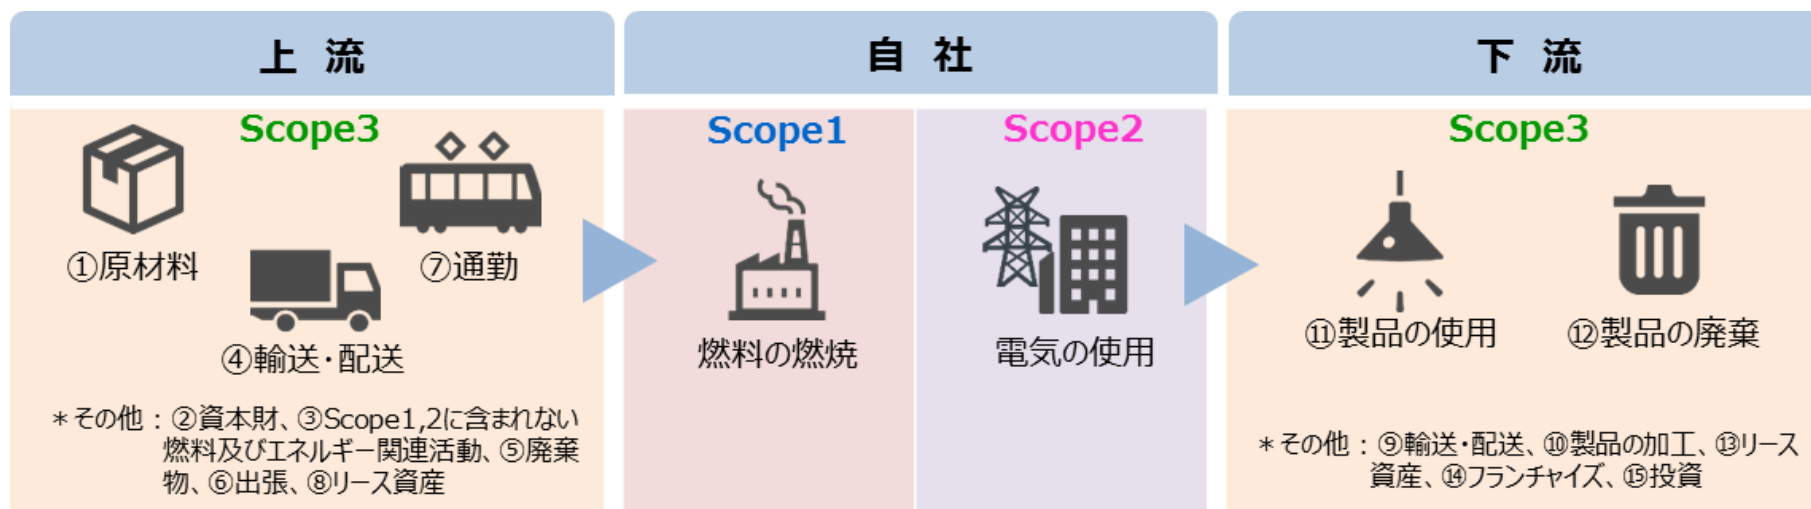 上 流
Scope3
①原材料
⑦通勤
④輸送・配送
＊その他：②資本財、③Scope1,2に含まれない
燃料及びエネルギー関連活動、⑤廃棄
物、⑥出張、⑧リース資産
自 社
Scope1
燃料の燃焼
Scope2
電気の使用
下 流
Scope3
⑪製品の使用
⑫製品の廃棄
＊その他：⑨輸送・配送、⑩製品の加工、⑬リース
資産、⑭フランチャイズ、⑮投資